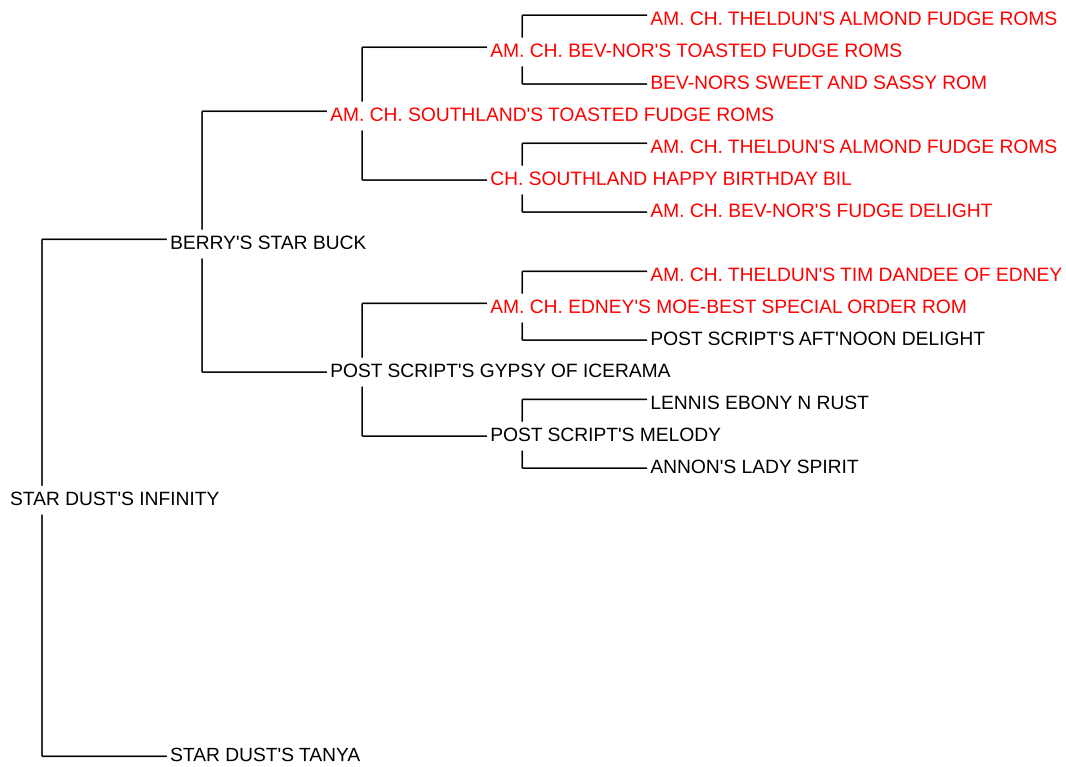 AM. CH. THELDUN'S ALMOND FUDGE ROMS
AM. CH. BEV-NOR'S TOASTED FUDGE ROMS
BEV-NORS SWEET AND SASSY ROM
AM. CH. SOUTHLAND'S TOASTED FUDGE ROMS
AM. CH. THELDUN'S ALMOND FUDGE ROMS
CH. SOUTHLAND HAPPY BIRTHDAY BIL
AM. CH. BEV-NOR'S FUDGE DELIGHT
BERRY'S STAR BUCK
AM. CH. THELDUN'S TIM DANDEE OF EDNEY
AM. CH. EDNEY'S MOE-BEST SPECIAL ORDER ROM
POST SCRIPT'S AFT'NOON DELIGHT
POST SCRIPT'S GYPSY OF ICERAMA
LENNIS EBONY N RUST
POST SCRIPT'S MELODY
ANNON'S LADY SPIRIT
STAR DUST'S INFINITY
STAR DUST'S TANYA